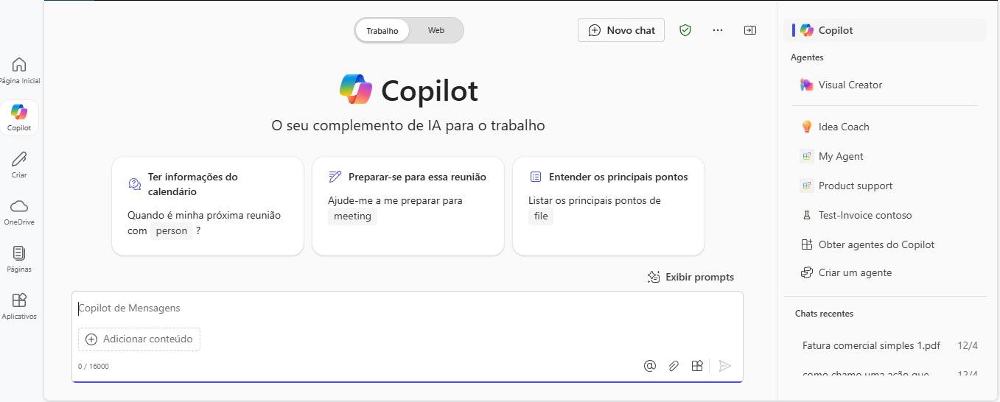 Página Inicial
Copilot
Criar
OneDrive
Páginas
Aplicativos
Trabalho
Web
Novo chat
Copilot
O seu complemento de IA para o trabalho
Ter informações do
calendário
Quando é minha próxima reunião
com person ?
Preparar-se para essa reunião
Ajude-me a me preparar para
meeting
Entender os principais pontos
Listar os principais pontos de
file
Exibir prompts
Copilot de Mensagens
Adicionar conteúdo
0 / 16000
Copilot
Agentes
Visual Creator
Idea Coach
My Agent
Product support
Test-Invoice contoso
Obter agentes do Copilot
Criar um agente
Chats recentes
Fatura comercial simples 1.pdf 12/4
como chamo uma ação que 12/4